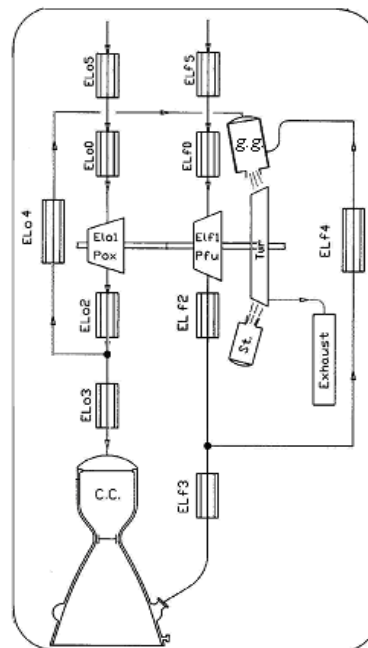 ELo5
ELf5
ELo0
ELf0
g.g.
ELo4
Elo1
Pox
Elf1
Pfu
Tur
ELf4
ELo2
ELf2
St.
Exhaust
ELo3
ELf3
C.C.